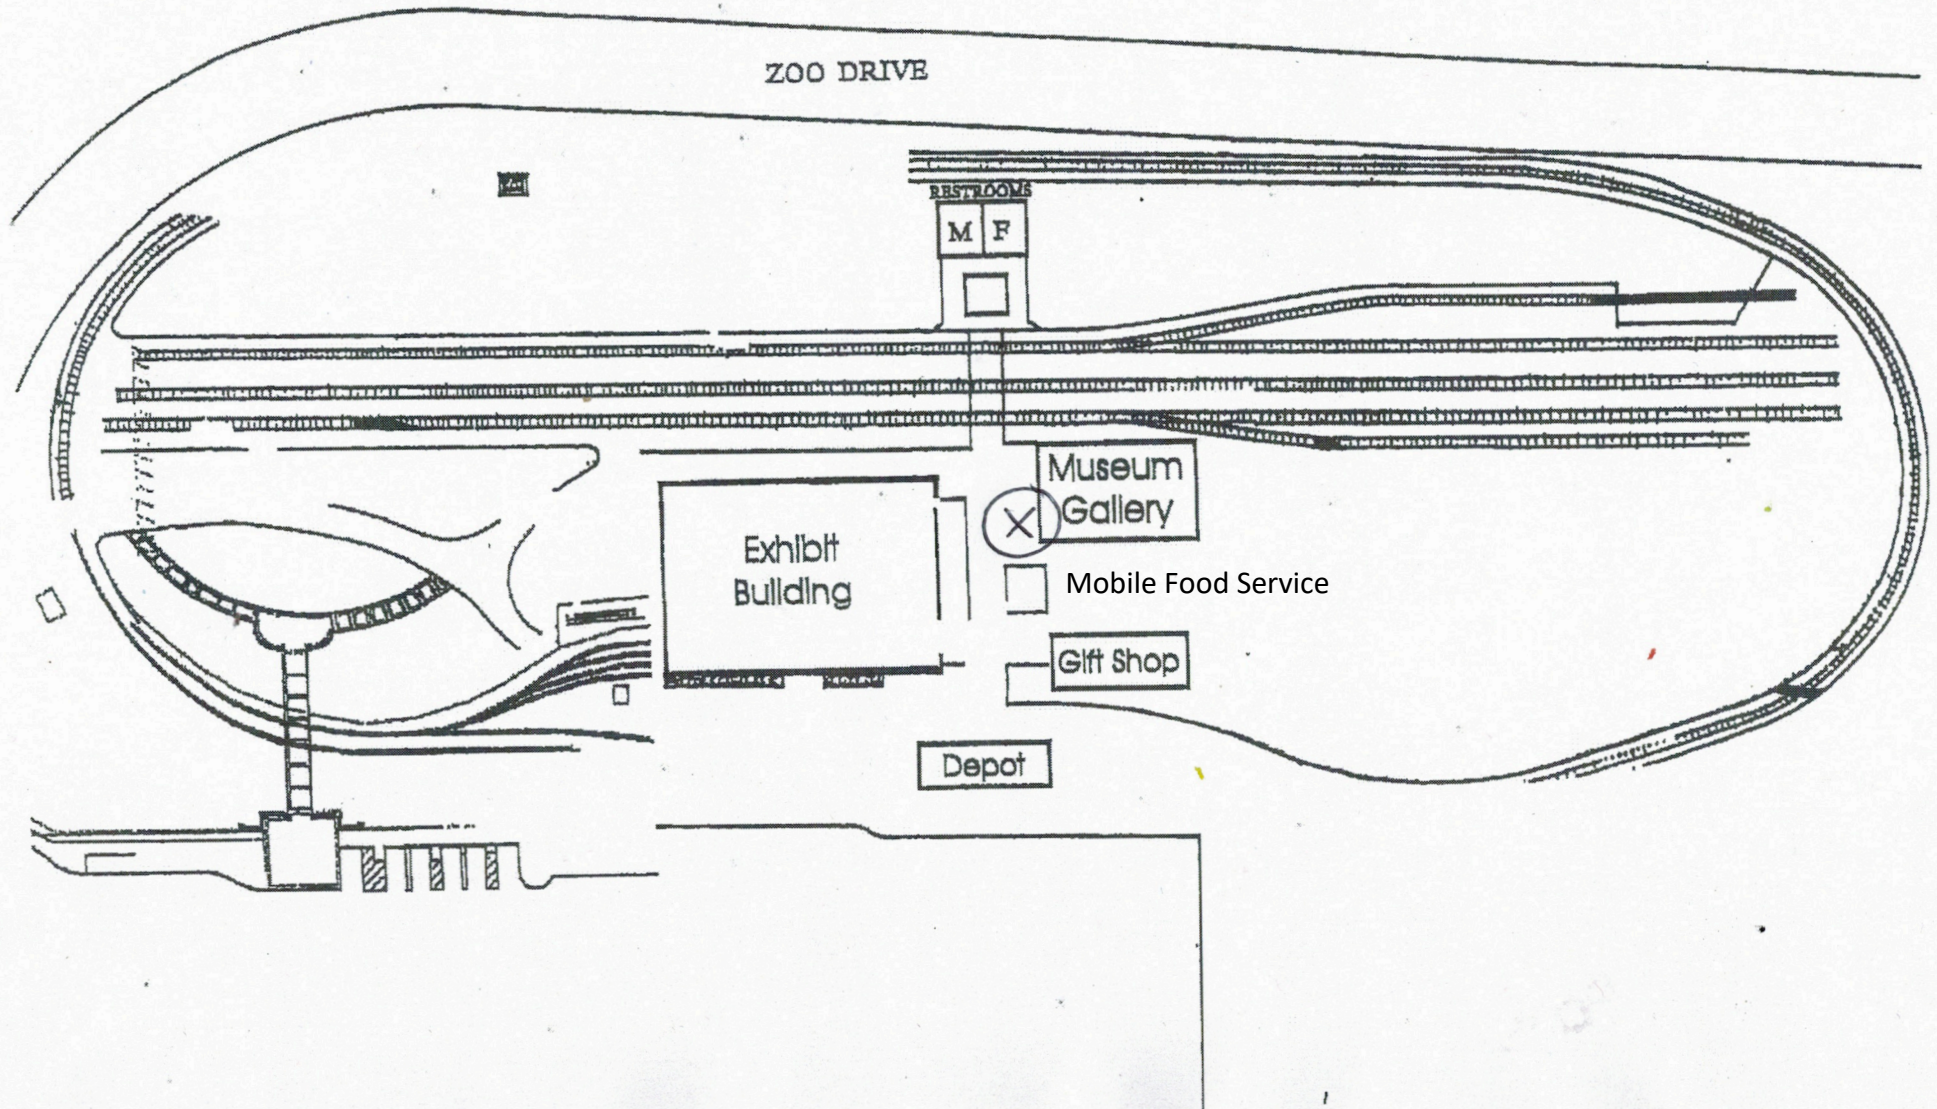 ZOO DRIVE
RESTROOMS
M F
Museum
Gallery
X
Exhibit
Building
Mobile Food Service
Gift Shop
Depot